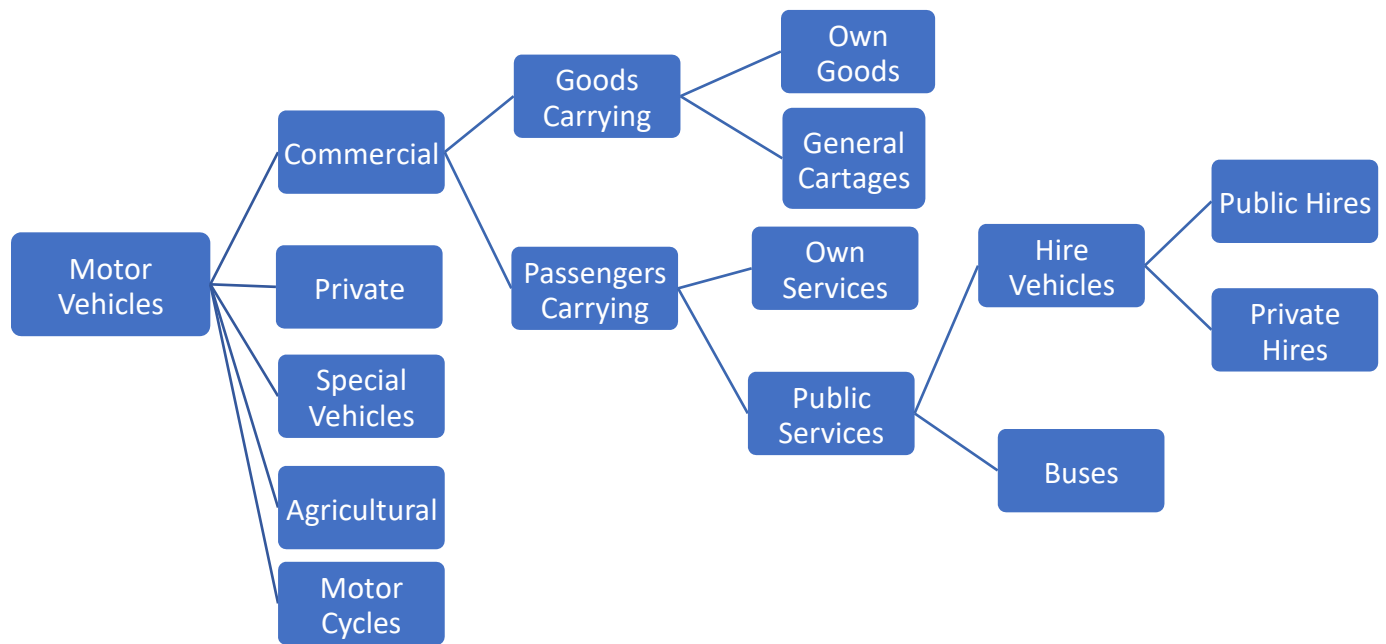 Motor
Vehicles
Commercial
Private
Special
Vehicles
Agricultural
Motor
Cycles
Goods
Carrying
Passengers
Carrying
Own
Goods
General
Cartages
Own
Services
Public
Services
Hire
Vehicles
Buses
Public Hires
Private
Hires